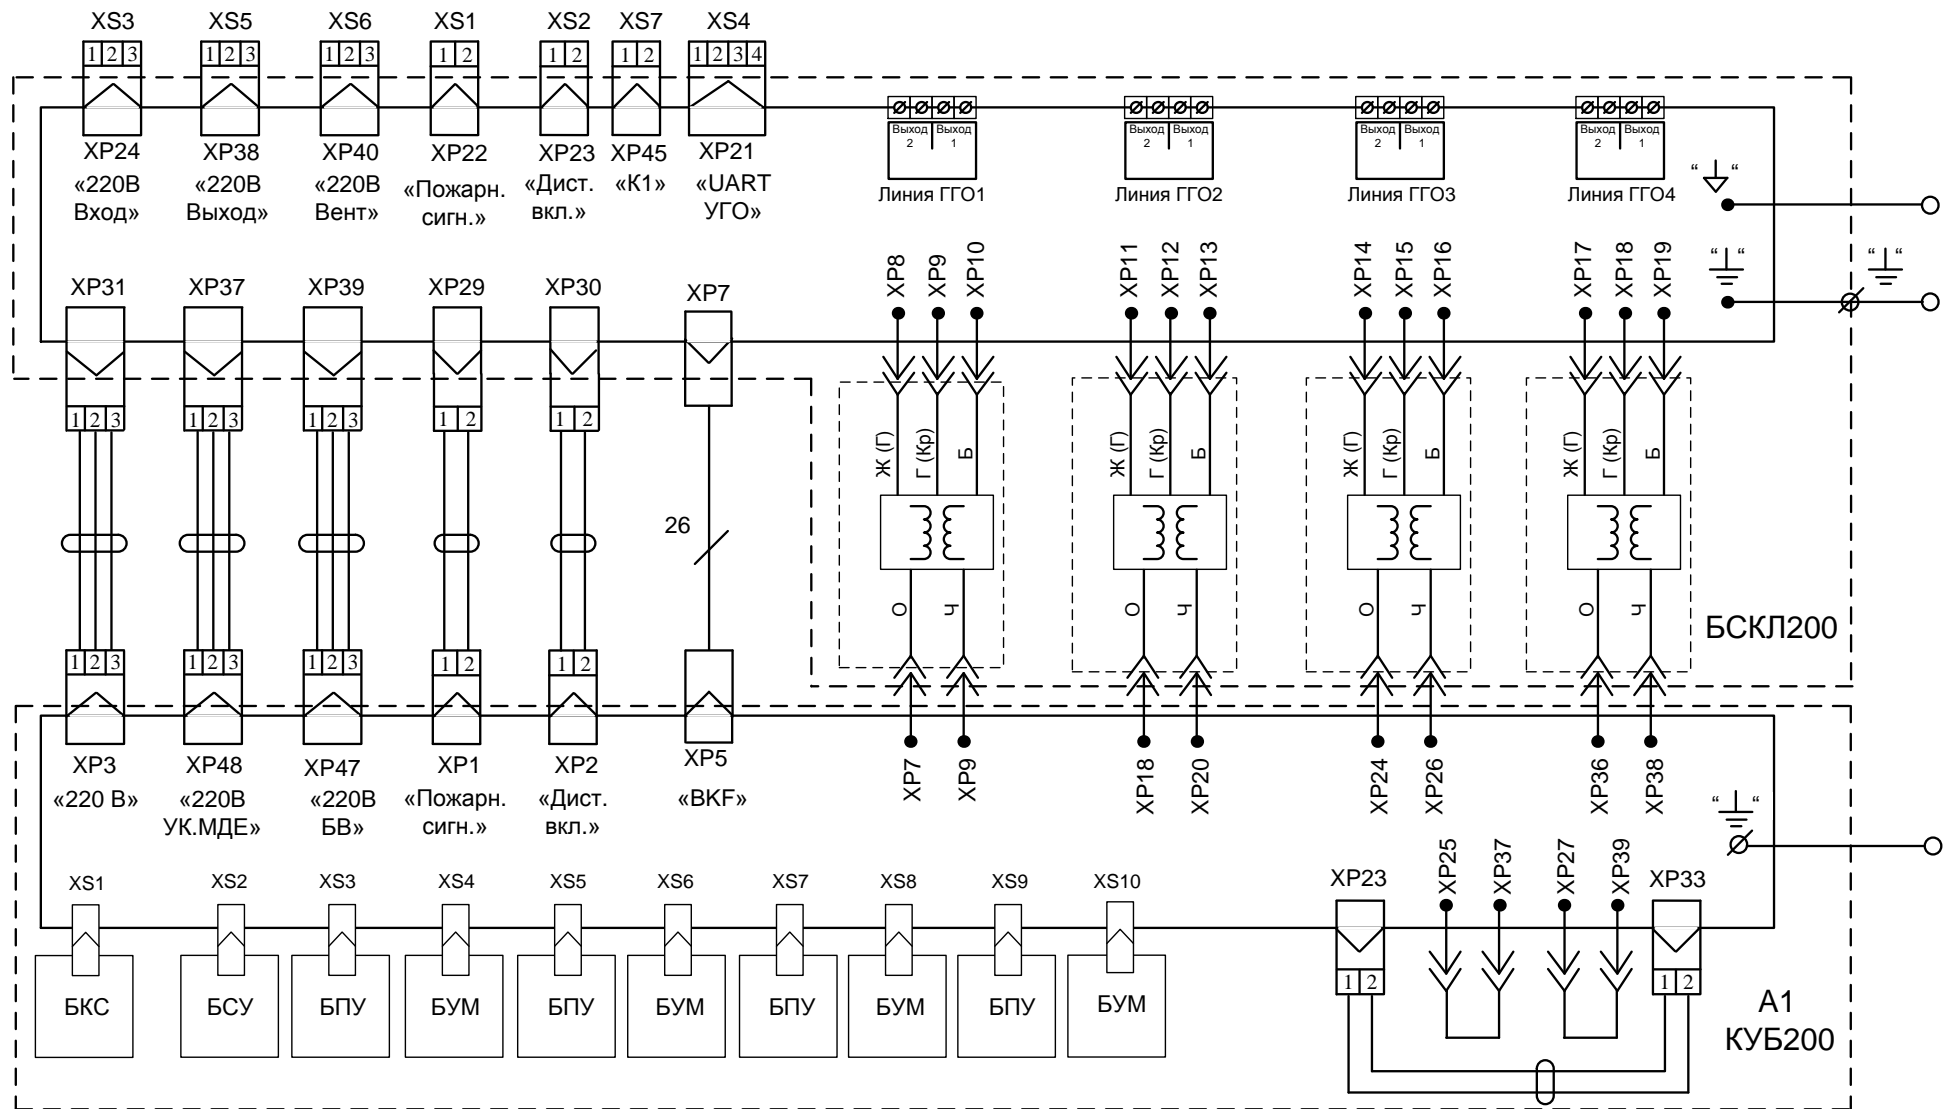 XS3 XS5 XS6 XS1 XS2 XS7 XS4
1 2 3 1 2 3 1 2 3 1 2 1 2 1 2 1 2 3 4
Выход Выход Выход Выход Выход Выход Выход Выход
2 1 2 1 2 1 2 1
XP24 XP38 XP40 XP22 XP23 XP45 XP21
«220В «220В «220В «Пожарн. «Дист. «К1» «UART
Вход» Выход» Вент» сигн.» вкл.» УГО»
Линия ГГО1 Линия ГГО2 Линия ГГО3 Линия ГГО4
“ “
“ “ “ “
XP31 XP37 XP39 XP29 XP30 XP7
XP8 XP9 XP10 XP11 XP12 XP13 XP14 XP15 XP16 XP17 XP18 XP19
1 2 3 1 2 3 1 2 3 1 2 1 2
Ж (Г) Г (Кр) Б Ж (Г) Г (Кр) Б Ж (Г) Г (Кр) Б Ж (Г) Г (Кр) Б
26
О Ч О Ч О Ч О Ч
БСКЛ200
1 2 3 1 2 3 1 2 3 1 2 1 2
XP3 XP48 XP47 XP1 XP2 XP5
«220 В» «220В «220В «Пожарн. «Дист. «BKF»
УК.МДЕ» БВ» сигн.» вкл.»
XP7 XP9 XP18 XP20 XP24 XP26 XP36 XP38
“ “
XS1 XS2 XS3 XS4 XS5 XS6 XS7 XS8 XS9 XS10
XP23 XP25 XP37 XP27 XP39 XP33
1 2 1 2
БКС БСУ БПУ БУМ БПУ БУМ БПУ БУМ БПУ БУМ
А1
КУБ200